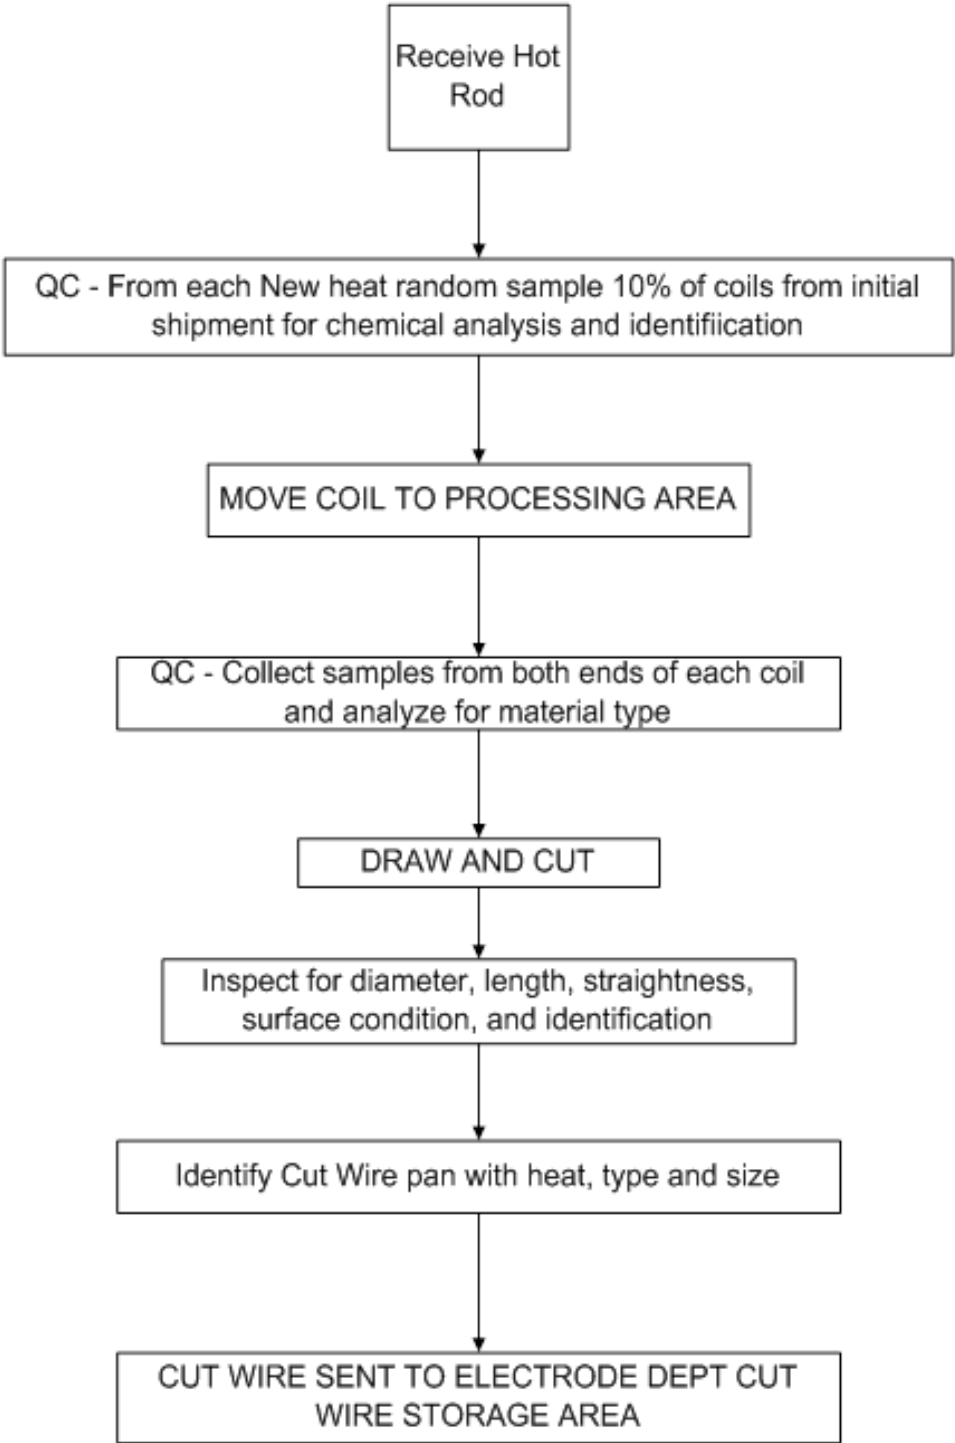 Receive Hot
Rod
QC - From each New heat random sample 10% of coils from initial
shipment for chemical analysis and identifiication
MOVE COIL TO PROCESSING AREA
QC - Collect samples from both ends of each coil
and analyze for material type
DRAW AND CUT
Inspect for diameter, length, straightness,
surface condition, and identification
Identify Cut Wire pan with heat, type and size
CUT WIRE SENT TO ELECTRODE DEPT CUT
WIRE STORAGE AREA